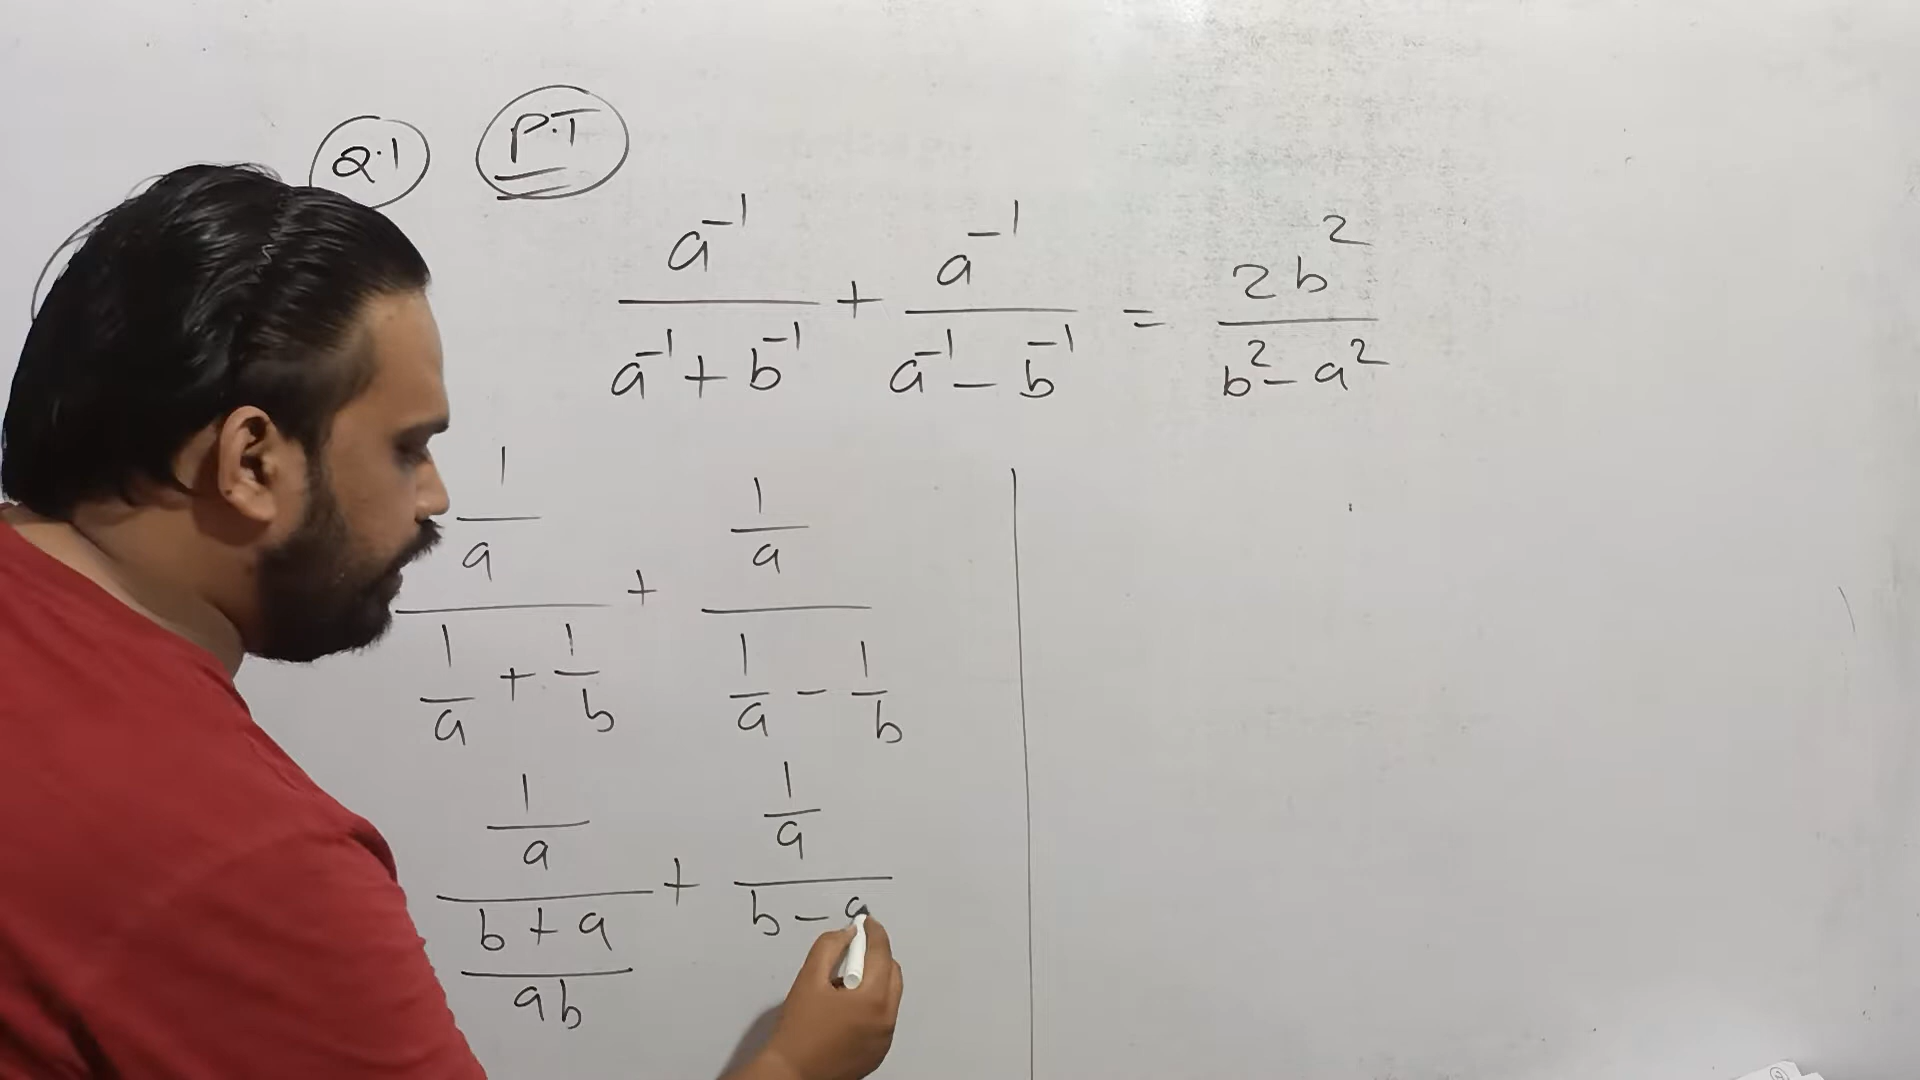 Q.1 P.T
a⁻¹/(a⁻¹ + b⁻¹) + a⁻¹/(a⁻¹ - b⁻¹) = 2b²/(b² - a²)
(1/a)/(1/a + 1/b) + (1/a)/(1/a - 1/b)
(1/a)/((b + a)/ab) + (1/a)/(b - a